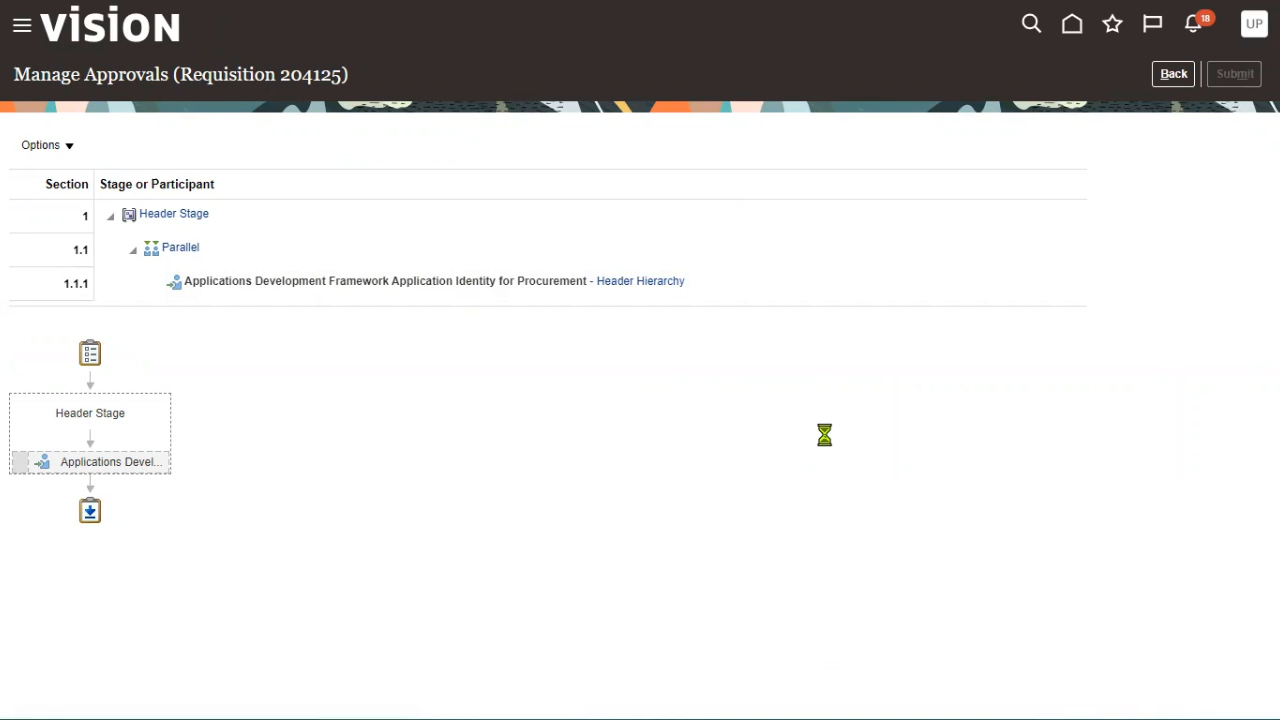 vision
18
UP
Manage Approvals (Requisition 204125)
Back
Submit
Options
Section
Stage or Participant
1
Header Stage
1.1
Parallel
1.1.1
Applications Development Framework Application Identity for Procurement - Header Hierarchy
Header Stage
Applications Devel...